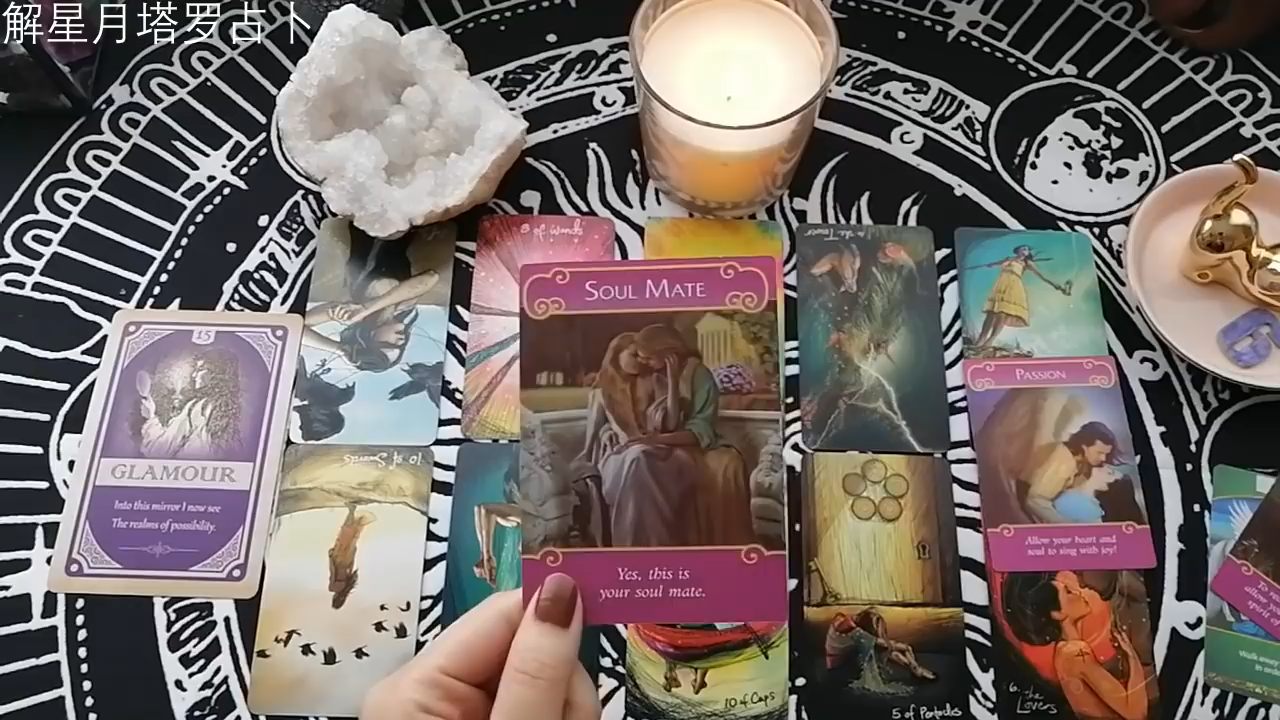 解星月塔罗占卜
SOUL MATE
Yes, this is
your soul mate.
15
GLAMOUR
Into this mirror I now see
The realms of possibility.
10 of Swords
10 of Cups
the Tower
5 of Pentacles
PASSION
Allow your heart and
soul to sing with joy!
6. the
Lovers